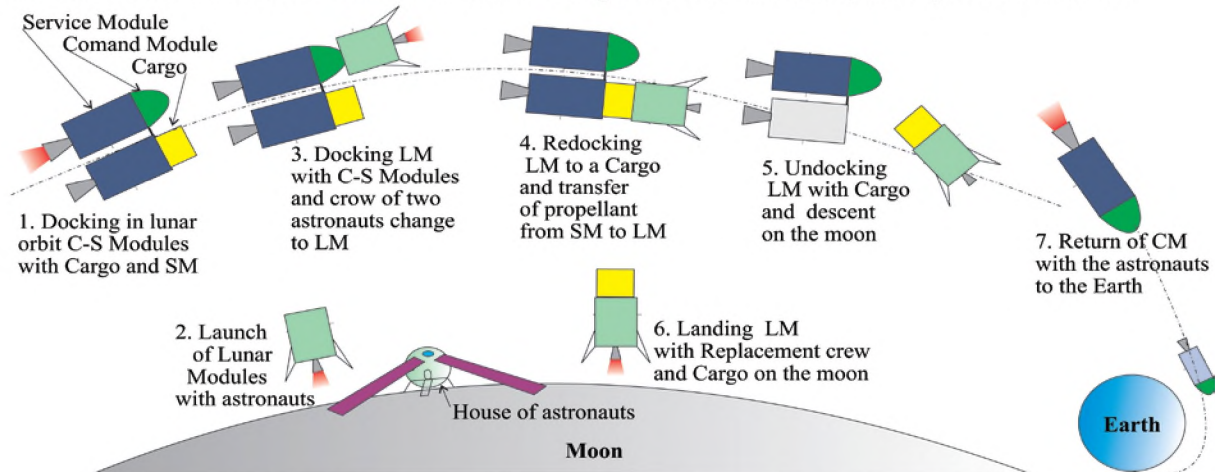 Service Module
Comand Module
Cargo
1. Docking in lunar
orbit C-S Modules
with Cargo and SM
3. Docking LM
with C-S Modules
and crow of two
astronauts change
to LM
4. Redocking
LM to a Cargo
and transfer
of propellant
from SM to LM
5. Undocking
LM with Cargo
and descent
on the moon
7. Return of CM
with the astronauts
to the Earth
2. Launch
of Lunar
Modules
with astronauts
6. Landing LM
with Replacement crew
and Cargo on the moon
House of astronauts
Moon
Earth